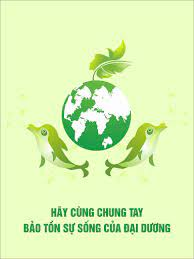 HÃY CÙNG CHUNG TAY
BẢO TỒN SỰ SỐNG CỦA ĐẠI DƯƠNG